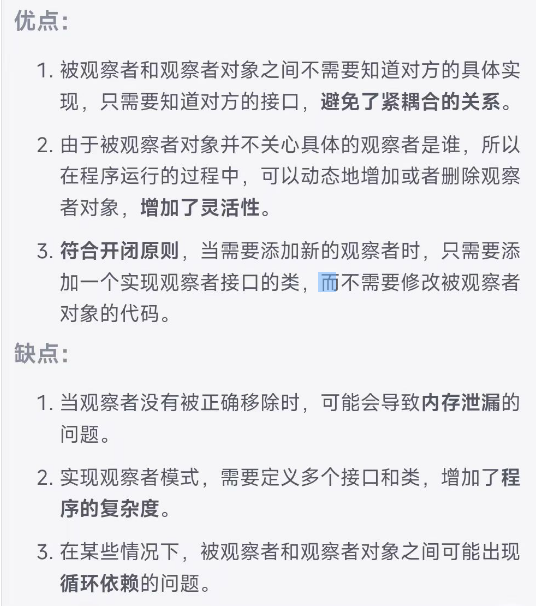 优点：
1. 被观察者和观察者对象之间不需要知道对方的具体实
现，只需要知道对方的接口，避免了紧耦合的关系。
2. 由于被观察者对象并不关心具体的观察者是谁，所以
在程序运行的过程中，可以动态地增加或者删除观察
者对象，增加了灵活性。
3. 符合开闭原则，当需要添加新的观察者时，只需要添
加一个实现观察者接口的类，而不需要修改被观察者
对象的代码。
缺点：
1. 当观察者没有被正确移除时，可能会导致内存泄漏的
问题。
2. 实现观察者模式，需要定义多个接口和类，增加了程
序的复杂度。
3. 在某些情况下，被观察者和观察者对象之间可能出现
循环依赖的问题。